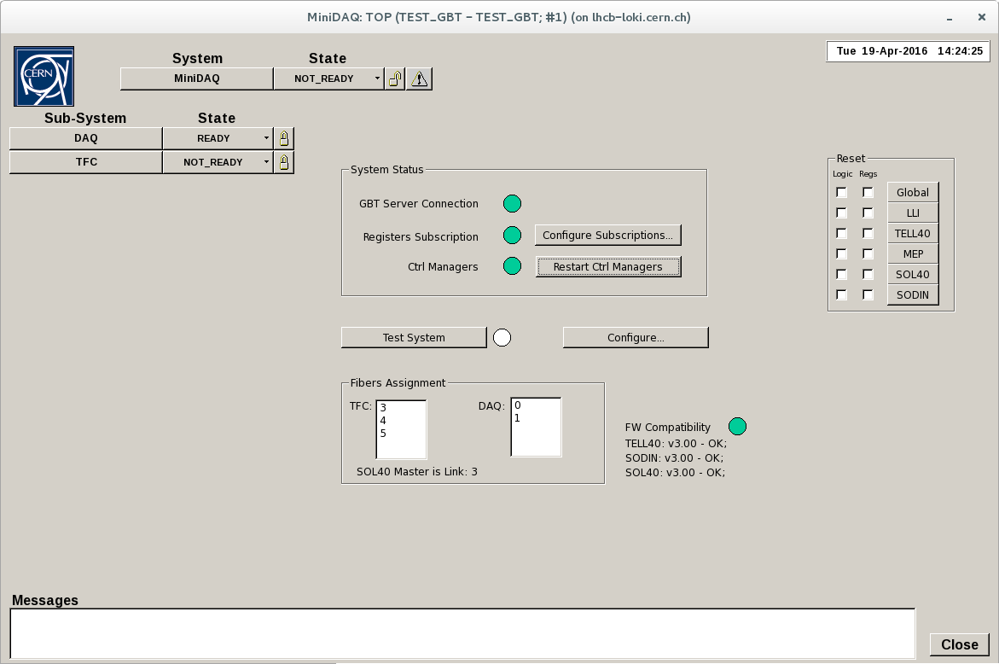 MiniDAQ: TOP (TEST_GBT - TEST_GBT; #1) (on lhcb-loki.cern.ch)
Tue 19-Apr-2016 14:24:25
CERN
System State
MiniDAQ NOT_READY
Sub-System State
DAQ READY
TFC NOT_READY
System Status
GBT Server Connection
Registers Subscription Configure Subscriptions...
Ctrl Managers Restart Ctrl Managers
Reset
Logic Regs
Global
LLI
TELL40
MEP
SOL40
SODIN
Test System Configure...
Fibers Assignment
TFC: 3 DAQ: 0
4 1
5
SOL40 Master is Link: 3
FW Compatibility
TELL40: v3.00 - OK;
SODIN: v3.00 - OK;
SOL40: v3.00 - OK;
Messages
Close